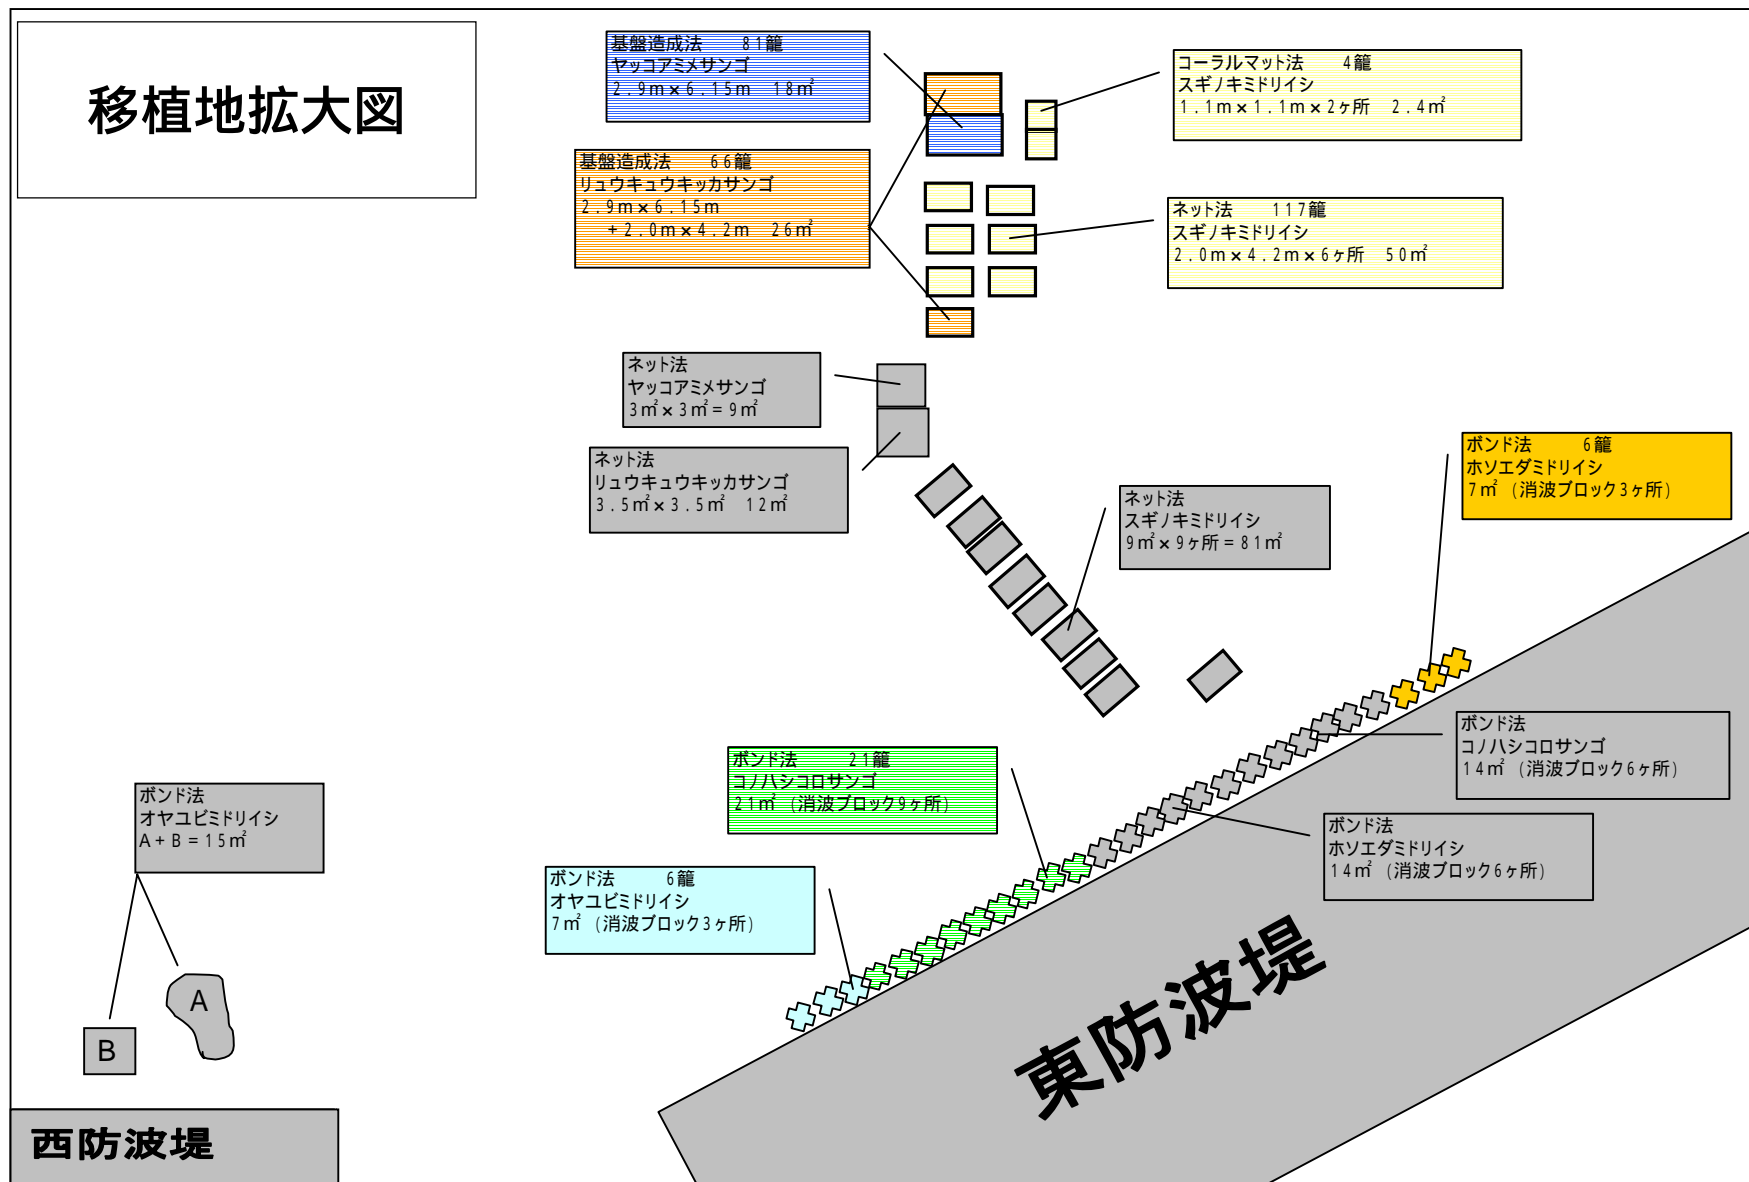 移植地拡大図
基盤造成法　　８１籠
ヤッコアミメサンゴ
２.９ｍ×６.１５ｍ　１８㎡
基盤造成法　　６６籠
リュウキュウキッカサンゴ
２.９ｍ×６.１５ｍ
＋２.０ｍ×４.２ｍ　２６㎡
コーラルマット法　　４籠
スギノキミドリイシ
１.１ｍ×１.１ｍ×２ヶ所　２.４㎡
ネット法　　１１７籠
スギノキミドリイシ
２.０ｍ×４.２ｍ×６ヶ所　５０㎡
ネット法
ヤッコアミメサンゴ
３㎡×３㎡＝９㎡
ネット法
リュウキュウキッカサンゴ
３.５㎡×３.５㎡　１２㎡
ネット法
スギノキミドリイシ
９㎡×９ヶ所＝８１㎡
ボンド法　　６籠
ホソエダミドリイシ
７㎡（消波ブロック３ヶ所）
ボンド法
コノハシコロサンゴ
１４㎡（消波ブロック６ヶ所）
ボンド法
ホソエダミドリイシ
１４㎡（消波ブロック６ヶ所）
ボンド法　　２１籠
コノハシコロサンゴ
２１㎡（消波ブロック９ヶ所）
ボンド法　　６籠
オヤユビミドリイシ
７㎡（消波ブロック３ヶ所）
ボンド法
オヤユビミドリイシ
Ａ＋Ｂ＝１５㎡
A
B
東防波堤
西防波堤